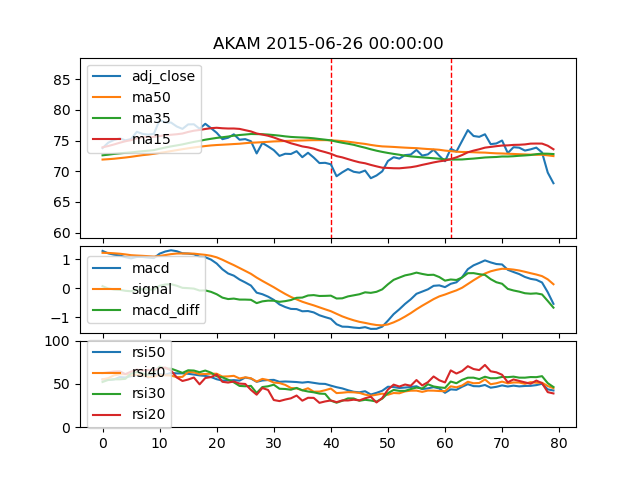 AKAM 2015-06-26 00:00:00
85
80
75
70
65
60
adj_close
ma50
ma35
ma15
1
0
−1
macd
signal
macd_diff
100
50
0
rsi50
rsi40
rsi30
rsi20
0 10 20 30 40 50 60 70 80